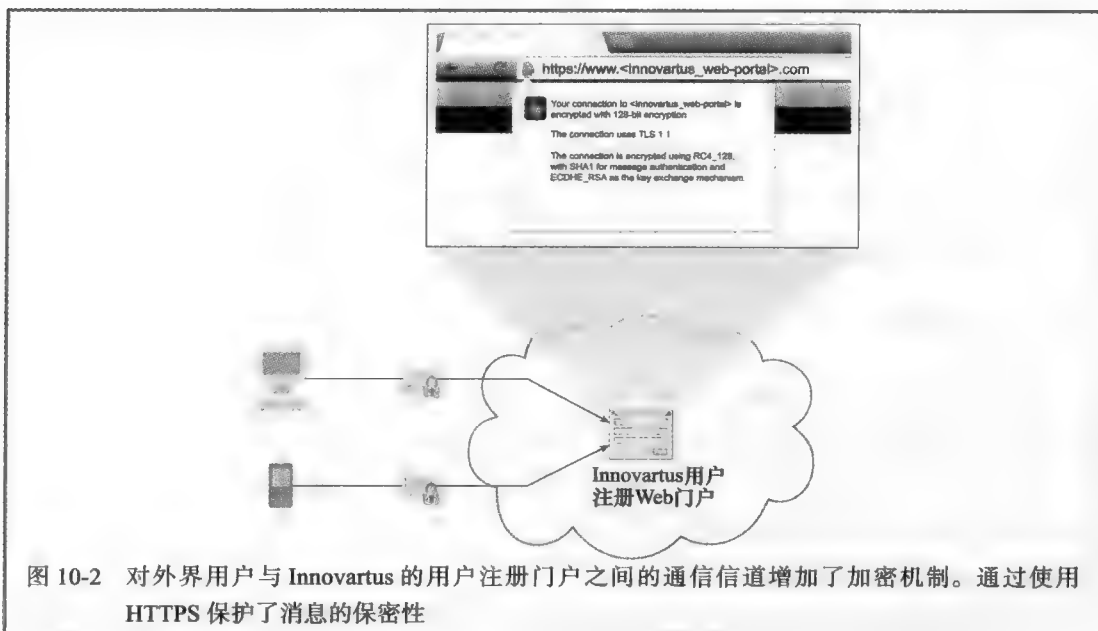 https://www.<innovartus_web-portal>.com
Your connection to <innovartus_web-portal> is
encrypted with 128-bit encryption
The connection uses TLS 1 1
The connection is encrypted using RC4_128,
with SHA1 for message authentication and
ECDHE_RSA as the key exchange mechanism
Innovartus用户
注册Web门户
图 10-2 对外界用户与 Innovartus 的用户注册门户之间的通信信道增加了加密机制。通过使用
HTTPS 保护了消息的保密性